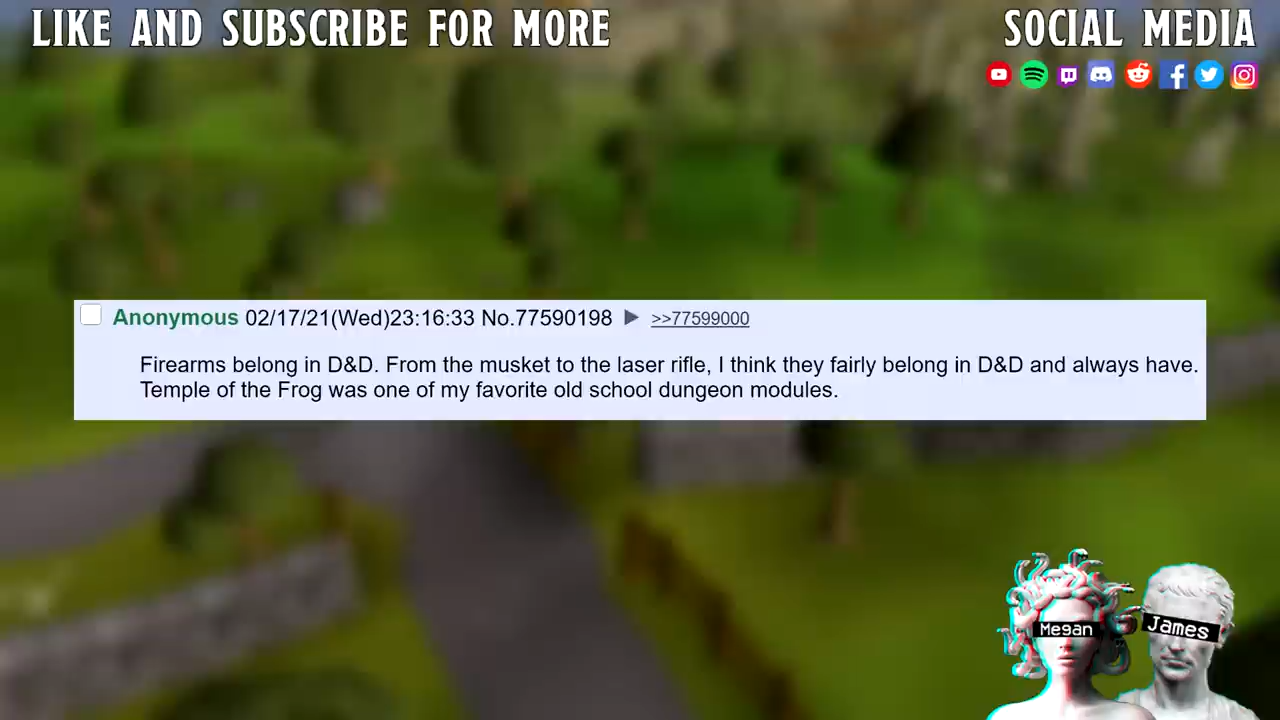 LIKE AND SUBSCRIBE FOR MORE
SOCIAL MEDIA
Anonymous 02/17/21(Wed)23:16:33 No.77590198 ▶ >>77599000
Firearms belong in D&D. From the musket to the laser rifle, I think they fairly belong in D&D and always have.
Temple of the Frog was one of my favorite old school dungeon modules.
Megan
James